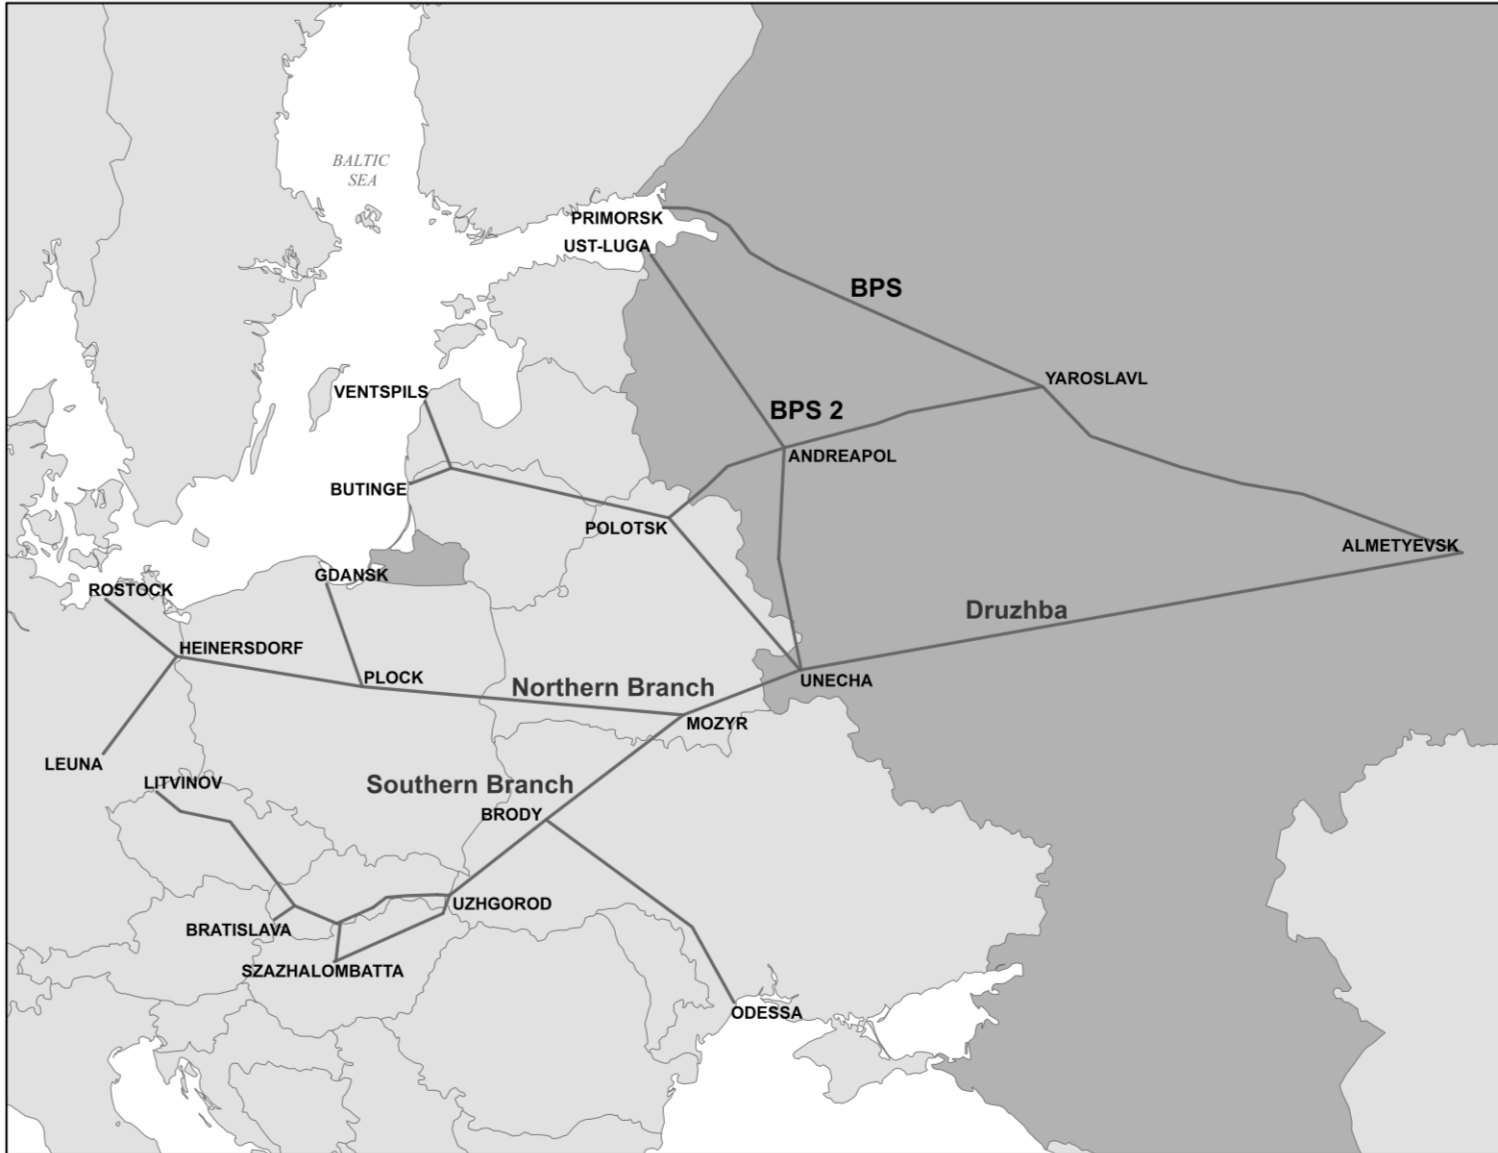 BALTIC
SEA
PRIMORSK
UST-LUGA
BPS
YAROSLAVL
VENTSPILS
BPS 2
ANDREAPOL
BUTINGE
POLOTSK
ALMETYEVSK
GDANSK
ROSTOCK
Druzhba
HEINERSDORF
PLOCK
UNECHA
Northern Branch
MOZYR
LEUNA
LITVINOV
Southern Branch
BRODY
UZHGOROD
BRATISLAVA
SZAZHALOMBATTA
ODESSA